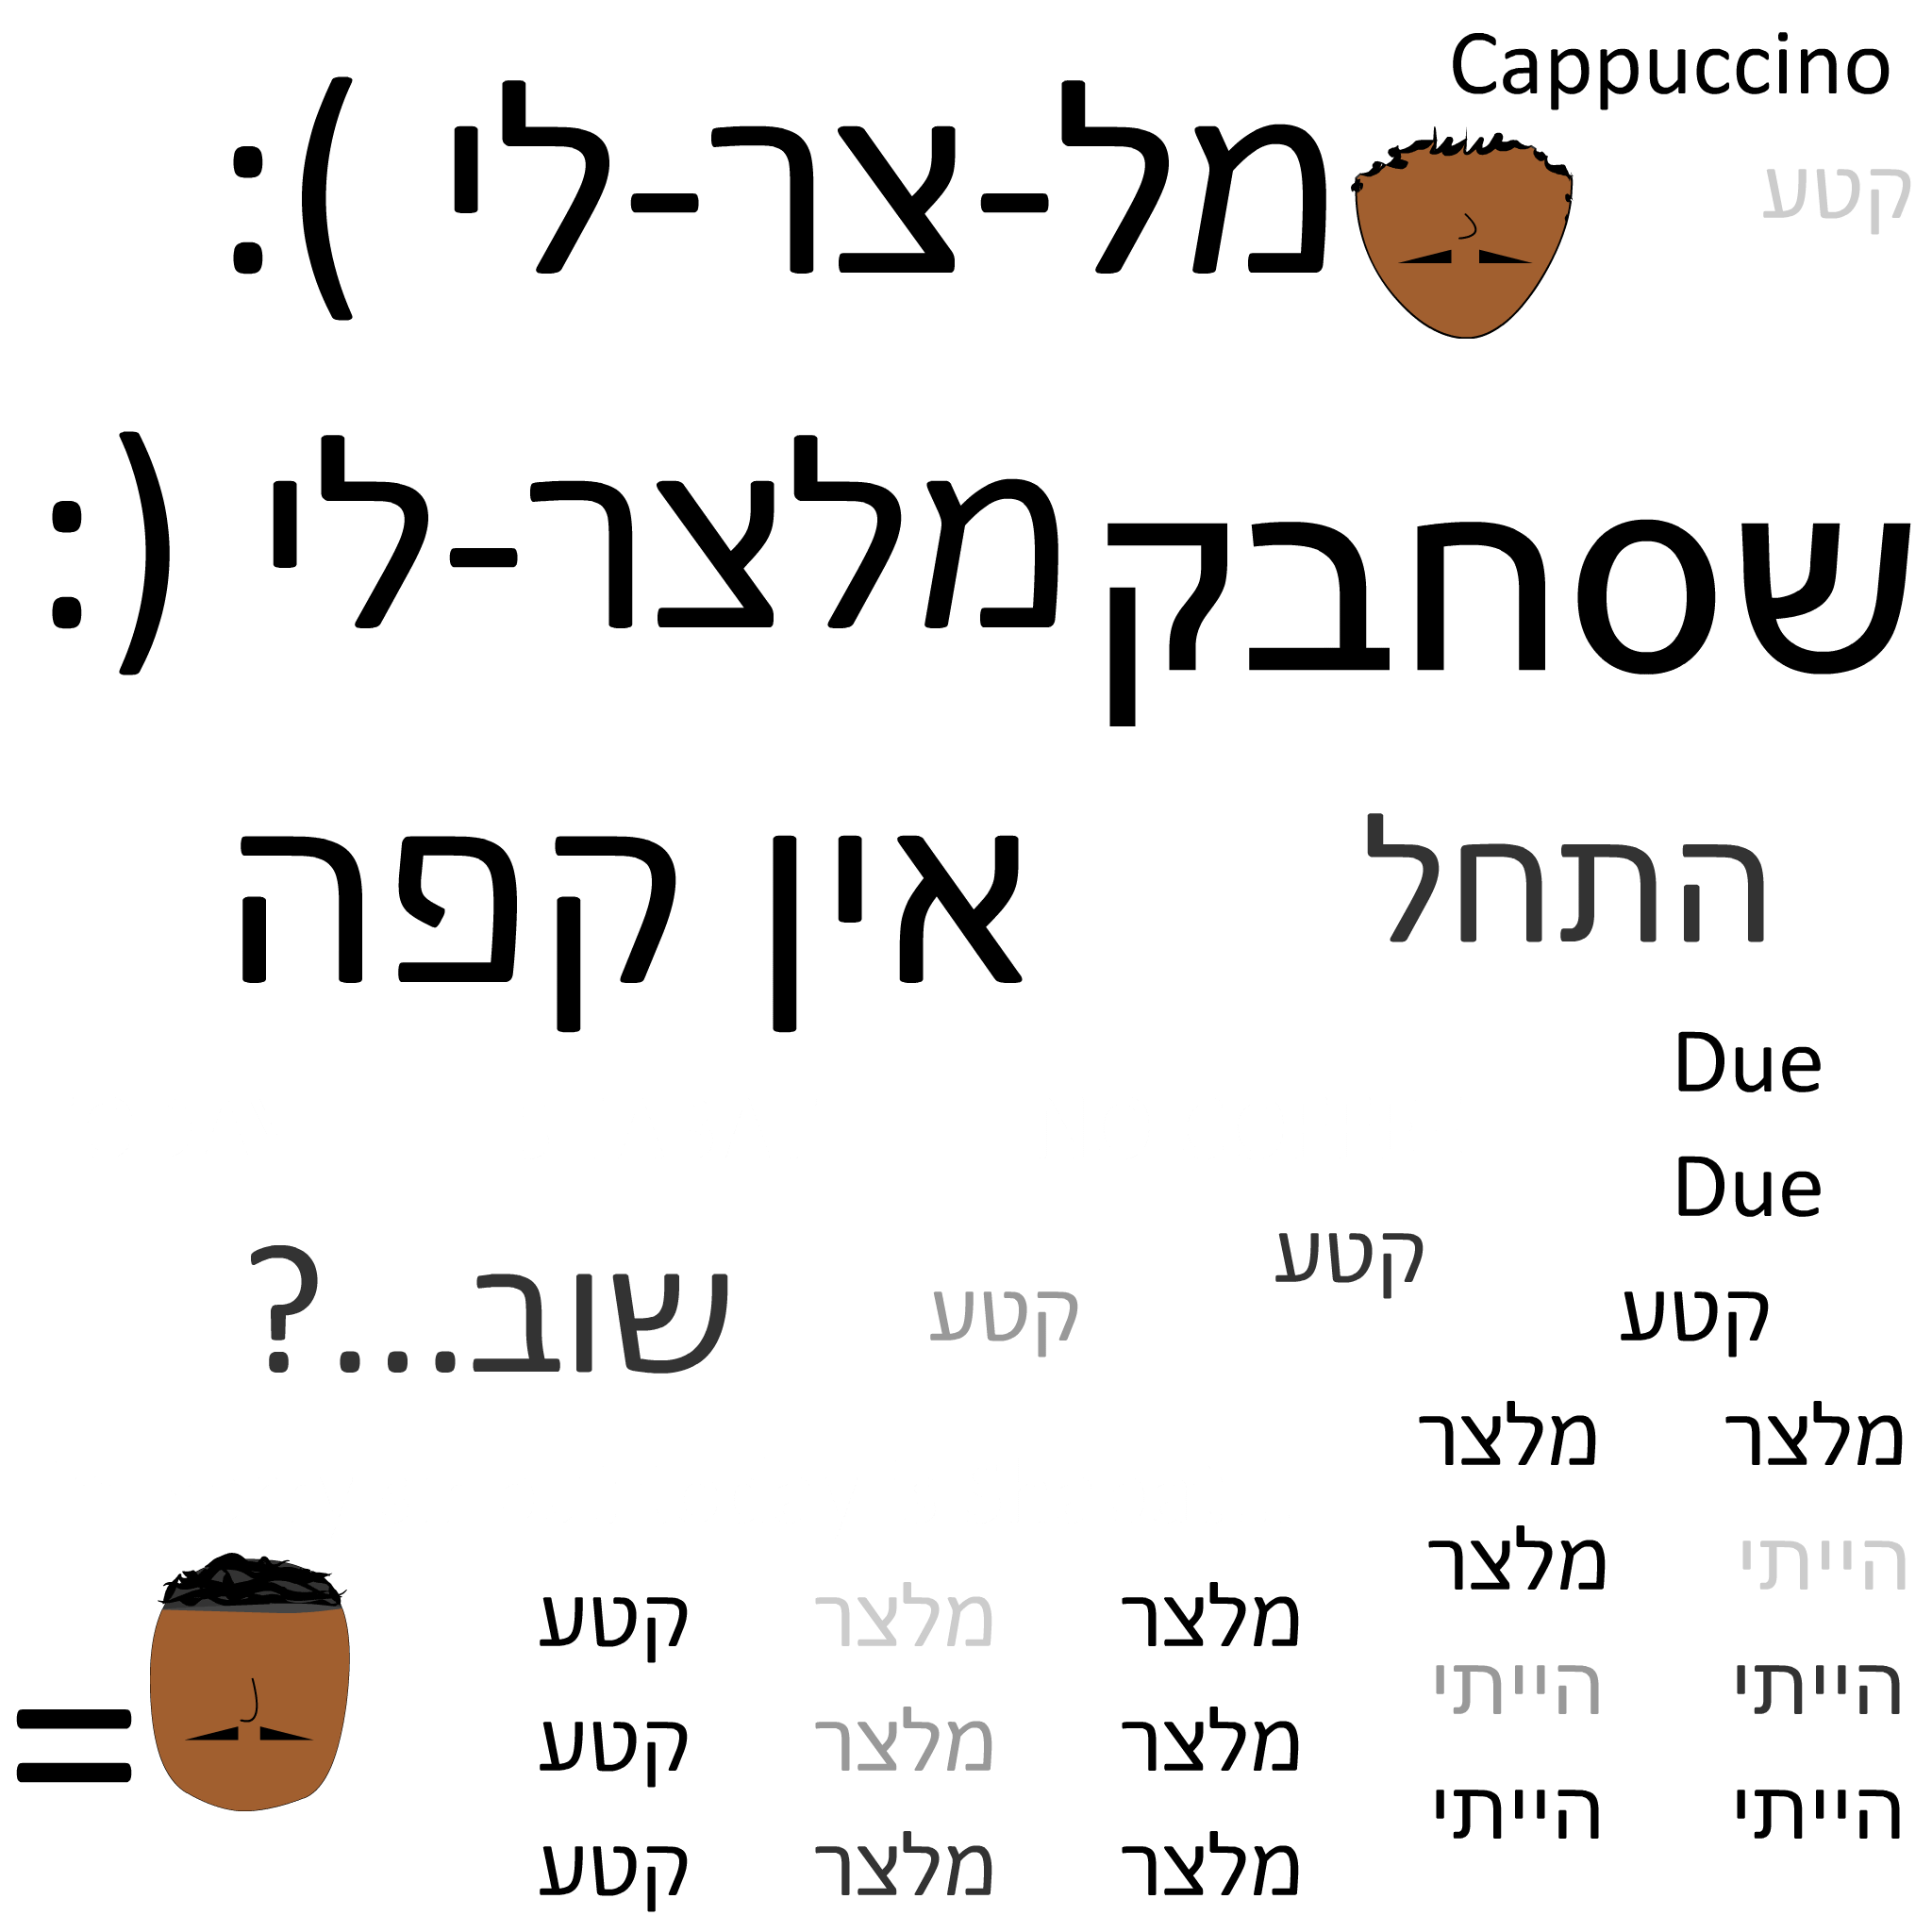 Cappuccino
קטע
מל-צר-לי ):
שסחבק
מלצר-לי (:
התחל
אין קפה
Due
Due
קטע
קטע
קטע
שוב...?
מלצר מלצר
הייתי מלצר
מלצר מלצר קטע
הייתי הייתי
מלצר מלצר קטע
=
הייתי הייתי
מלצר מלצר קטע